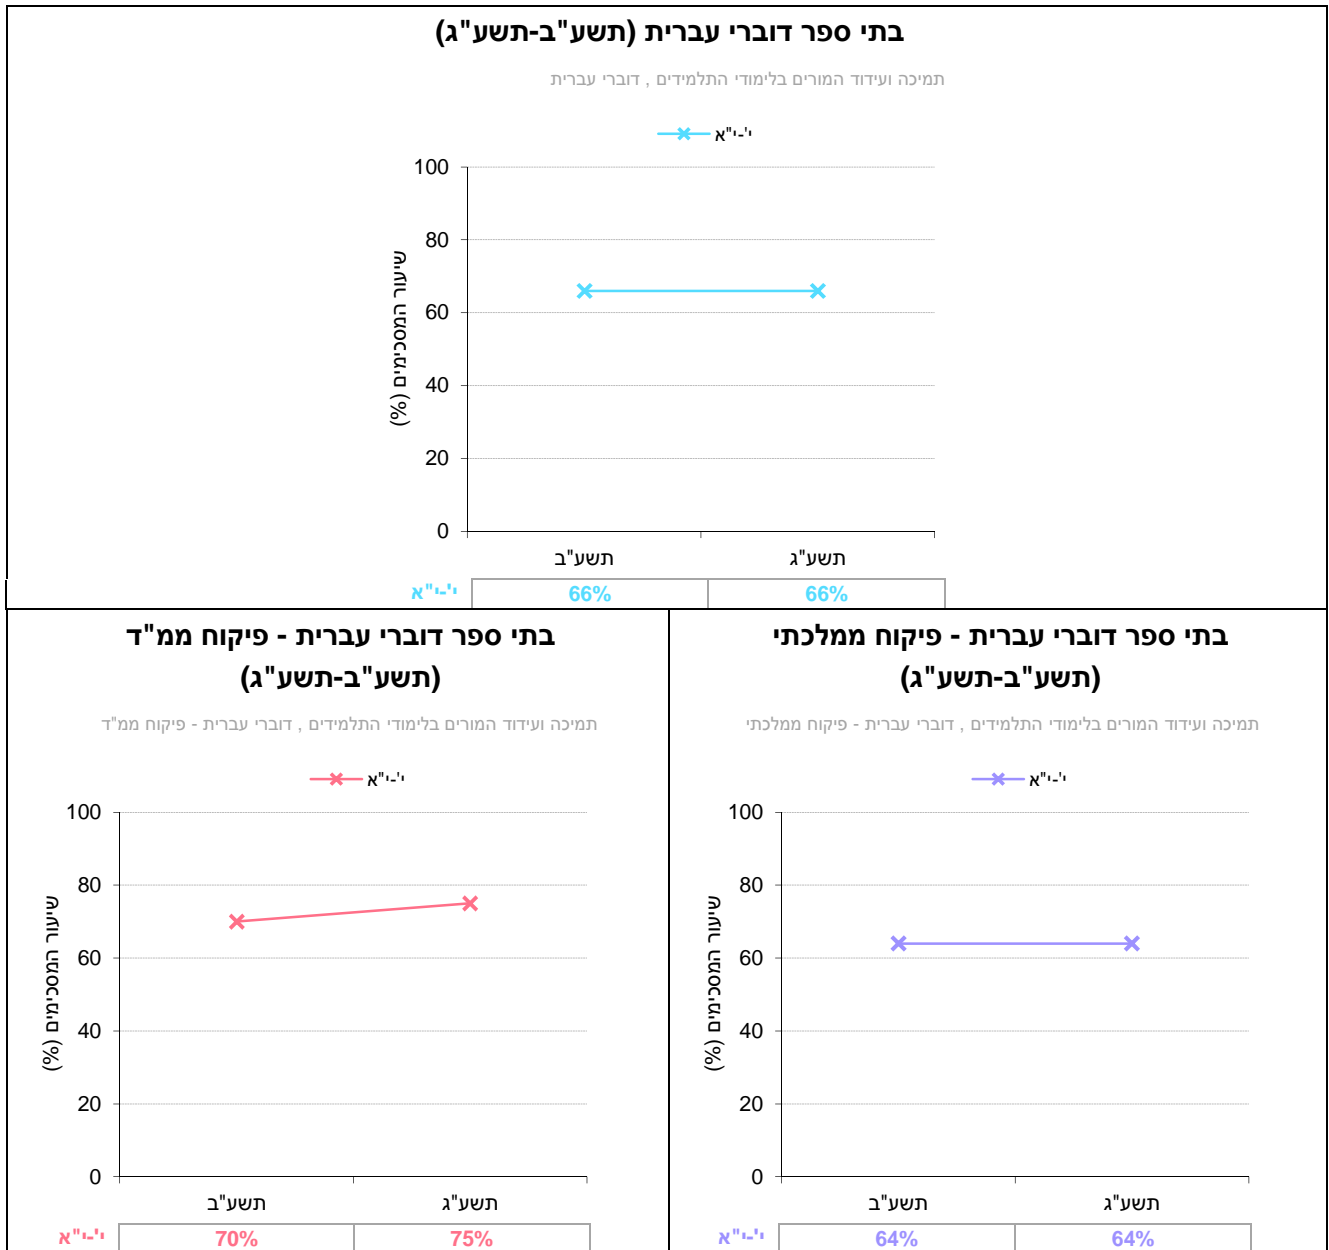 בתי ספר דוברי עברית (תשע"ב-תשע"ג)
תמיכה ועידוד המורים בלימודי התלמידים , דוברי עברית
י'-י"א
שיעור המסכימים (%)
100
80
60
40
20
0
תשע"ב תשע"ג
י'-י"א 66% 66%
בתי ספר דוברי עברית - פיקוח ממלכתי
(תשע"ב-תשע"ג)
תמיכה ועידוד המורים בלימודי התלמידים , דוברי עברית - פיקוח ממלכתי
י'-י"א
שיעור המסכימים (%)
100
80
60
40
20
0
תשע"ב תשע"ג
י'-י"א 64% 64%
בתי ספר דוברי עברית - פיקוח ממ"ד
(תשע"ב-תשע"ג)
תמיכה ועידוד המורים בלימודי התלמידים , דוברי עברית - פיקוח ממ"ד
י'-י"א
שיעור המסכימים (%)
100
80
60
40
20
0
תשע"ב תשע"ג
י'-י"א 70% 75%